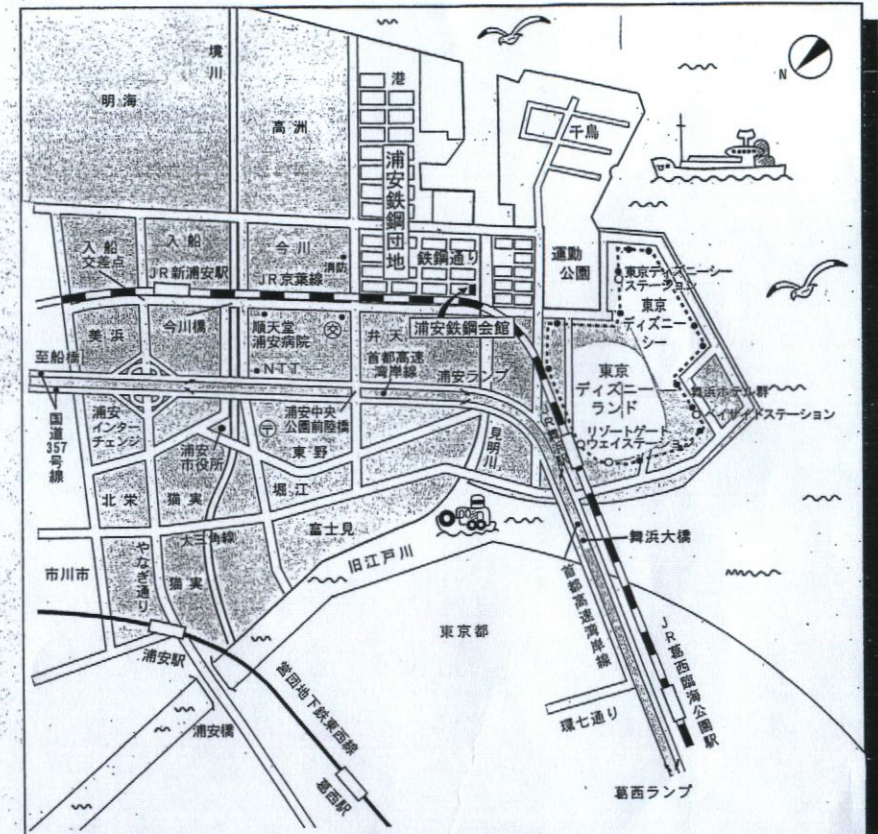 境川
港
N
明海
高洲
千鳥
浦安鉄鋼団地
入船
交差点
入船
今川
消防
鉄鋼通り
運動
公園
東京ディズニーシー
ステーション
JR新浦安駅
JR京葉線
東京
ディズニー
シー
今川橋
順天堂
浦安病院
交
弁天
浦安鉄鋼会館
美浜
至船橋
NTT
首都高速
湾岸線
浦安ランプ
東京
ディズニー
ランド
舞浜ホテル群
ベイサイドステーション
国道357号線
浦安
インター
チェンジ
浦安中央
公園前陸橋
リゾートゲート
ウェイステーション
〒
浦安
市役所
東野
見明川
北栄
猫実
堀江
富士見
大三角線
旧江戸川
舞浜大橋
市川市
やなぎ通り
猫実
首都高速湾岸線
東京都
JR葛西臨海公園駅
浦安駅
営団地下鉄東西線
環七通り
浦安橋
葛西駅
葛西ランプ